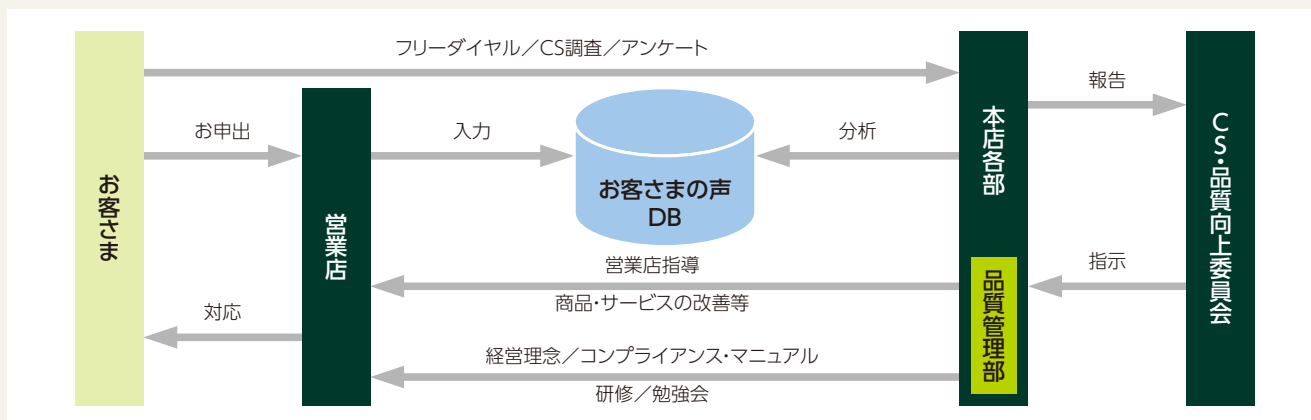 フリーダイヤル／CS調査／アンケート
報告
お申出
入力
分析
お客さま
営業店
お客さまの声
DB
本店各部
CS・品質向上委員会
営業店指導
商品・サービスの改善等
指示
対応
品質管理部
経営理念／コンプライアンス・マニュアル
研修／勉強会